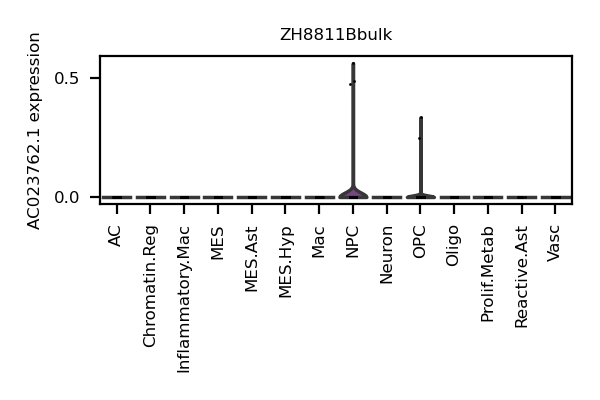 ZH8811Bbulk
AC023762.1 expression
0.5
0.0
AC
Chromatin.Reg
Inflammatory.Mac
MES
MES.Ast
MES.Hyp
Mac
NPC
Neuron
OPC
Oligo
Prolif.Metab
Reactive.Ast
Vasc